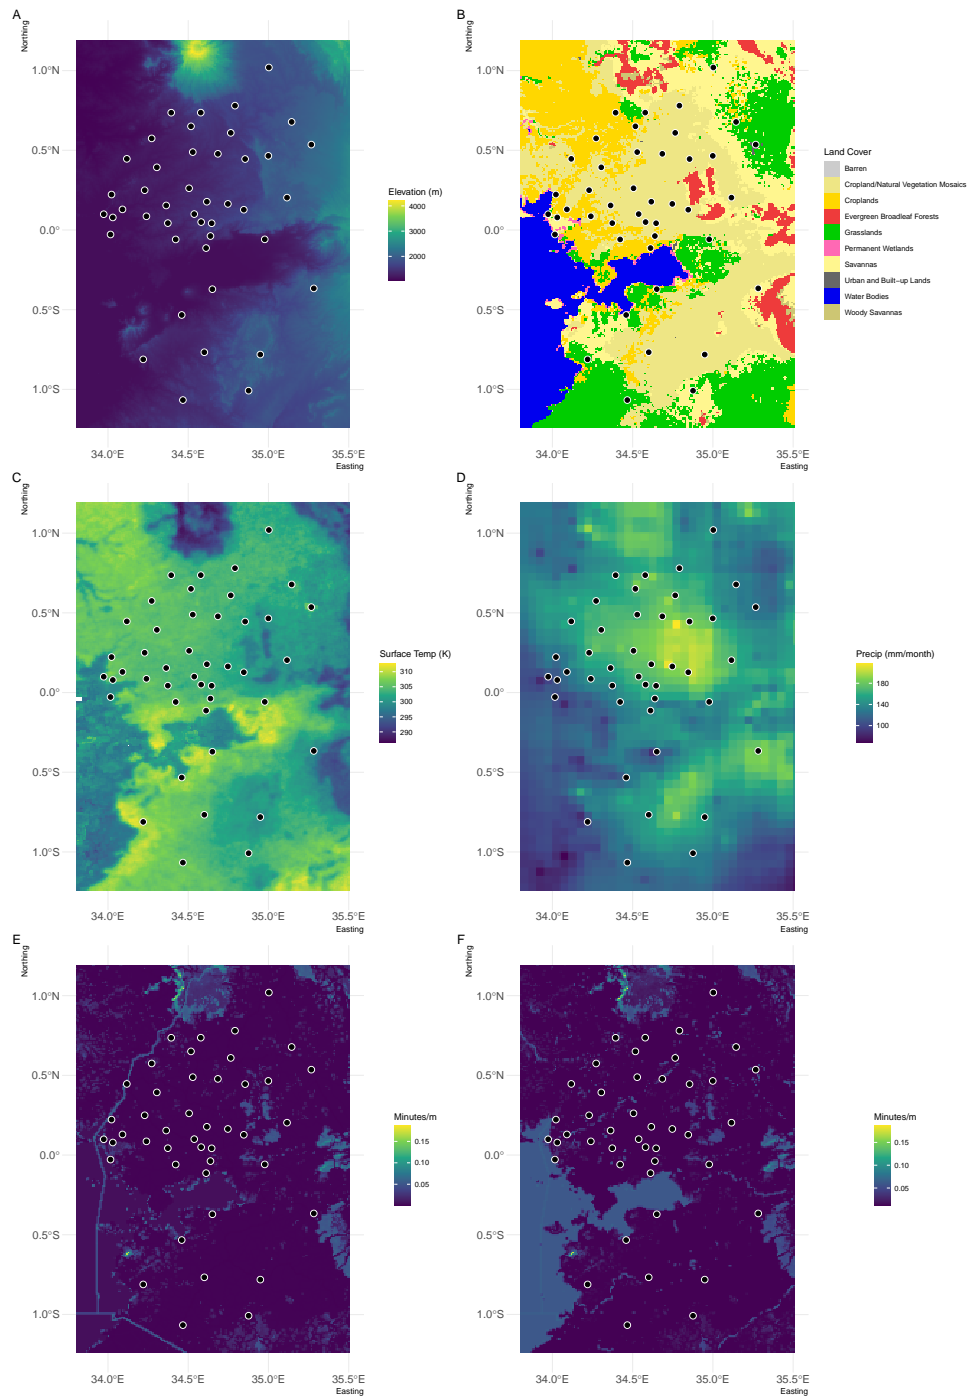 A
Northing
1.0°N
0.5°N
0.0°
0.5°S
1.0°S
34.0°E 34.5°E 35.0°E 35.5°E
Easting
Elevation (m)
4000
3000
2000
B
Northing
1.0°N
0.5°N
0.0°
0.5°S
1.0°S
34.0°E 34.5°E 35.0°E 35.5°E
Easting
Land Cover
Barren
Cropland/Natural Vegetation Mosaics
Croplands
Evergreen Broadleaf Forests
Grasslands
Permanent Wetlands
Savannas
Urban and Built−up Lands
Water Bodies
Woody Savannas
C
Northing
1.0°N
0.5°N
0.0°
0.5°S
1.0°S
34.0°E 34.5°E 35.0°E 35.5°E
Easting
Surface Temp (K)
310
305
300
295
290
D
Northing
1.0°N
0.5°N
0.0°
0.5°S
1.0°S
34.0°E 34.5°E 35.0°E 35.5°E
Easting
Precip (mm/month)
180
140
100
E
Northing
1.0°N
0.5°N
0.0°
0.5°S
1.0°S
34.0°E 34.5°E 35.0°E 35.5°E
Easting
Minutes/m
0.15
0.10
0.05
F
Northing
1.0°N
0.5°N
0.0°
0.5°S
1.0°S
34.0°E 34.5°E 35.0°E 35.5°E
Easting
Minutes/m
0.15
0.10
0.05